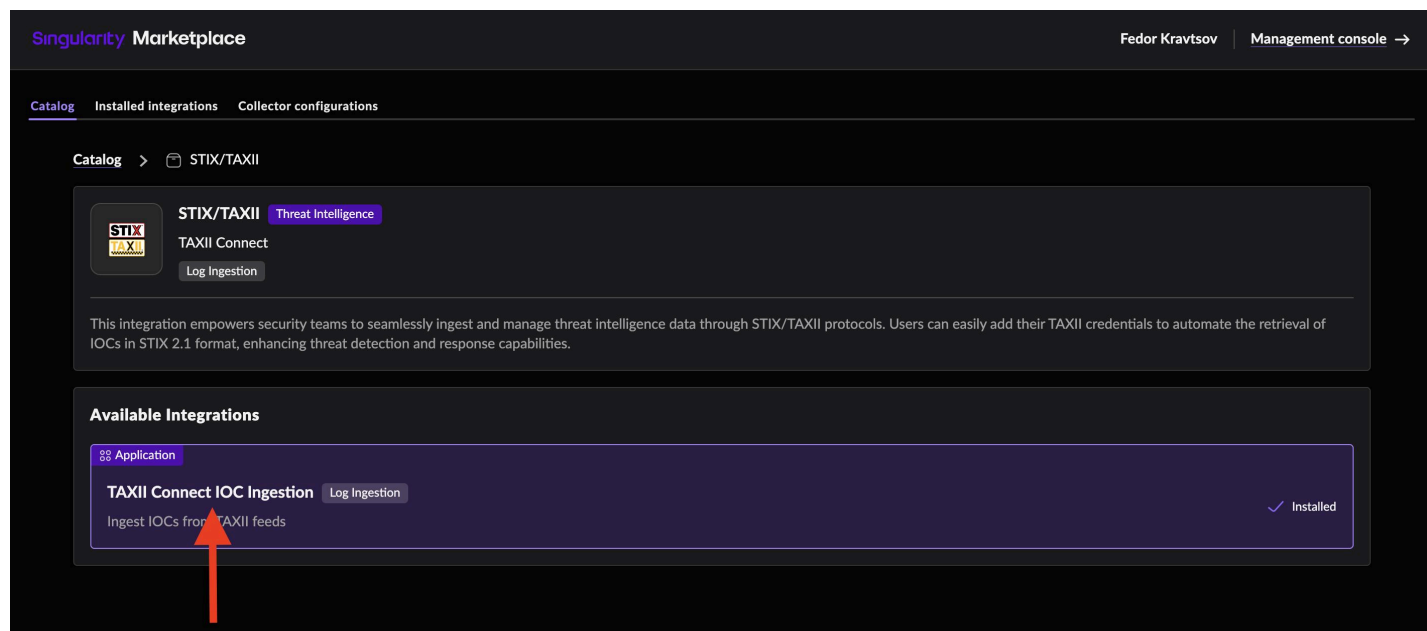 Singularity Marketplace
Fedor Kravtsov
Management console →
Catalog Installed integrations Collector configurations
Catalog > STIX/TAXII
STIX
TAXII
STIX/TAXII Threat Intelligence
TAXII Connect
Log Ingestion
This integration empowers security teams to seamlessly ingest and manage threat intelligence data through STIX/TAXII protocols. Users can easily add their TAXII credentials to automate the retrieval of
IOCs in STIX 2.1 format, enhancing threat detection and response capabilities.
Available Integrations
Application
TAXII Connect IOC Ingestion Log Ingestion
Ingest IOCs from TAXII feeds
Installed